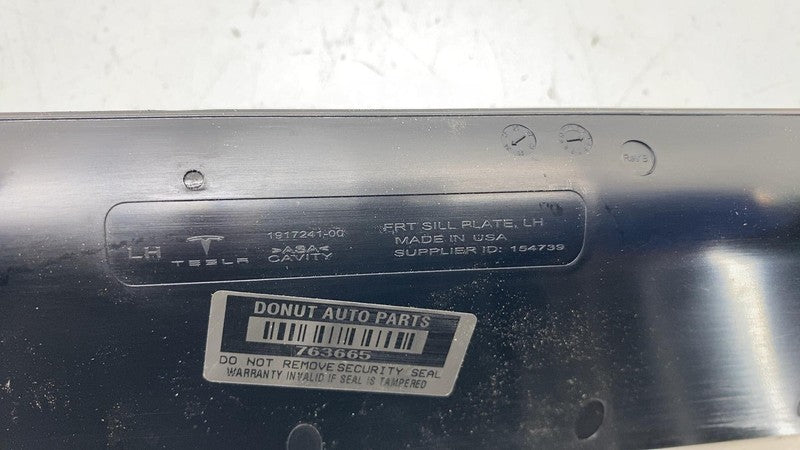 Rev B
LH
TESLA
1917241-00
>ASA<
CAVITY
FRT SILL PLATE, LH
MADE IN USA
SUPPLIER ID: 154739
DONUT AUTO PARTS
763665
DO NOT REMOVE SECURITY SEAL
WARRANTY INVALID IF SEAL IS TAMPERED